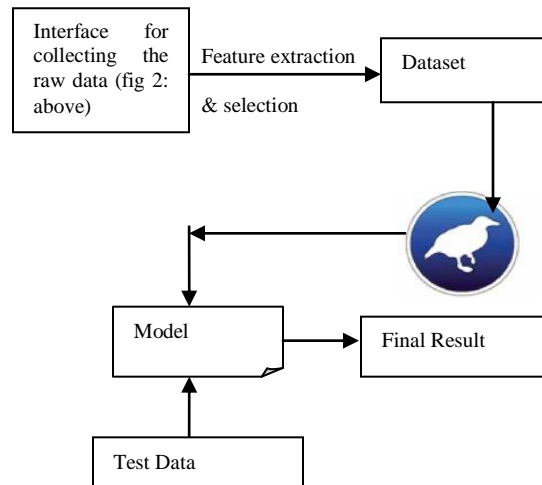 Interface for
collecting the
raw data (fig 2:
above)
Feature extraction
& selection
Dataset
Model
Final Result
Test Data